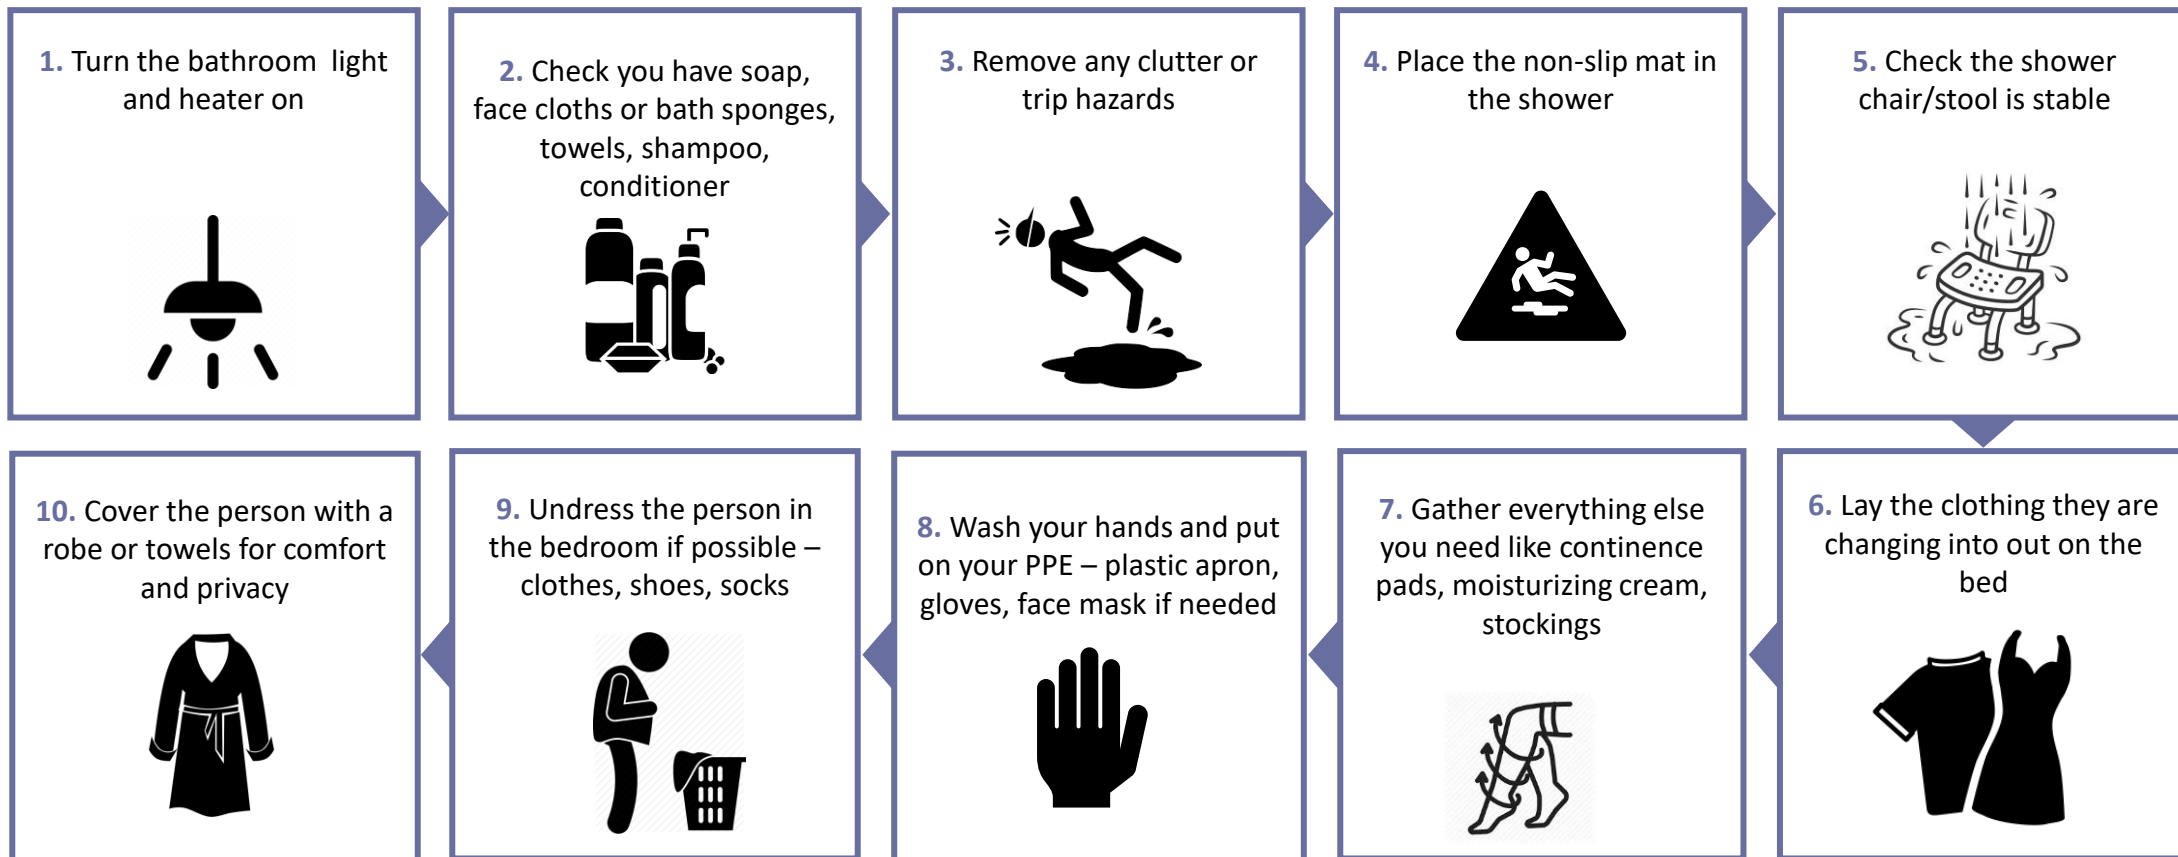 1. Turn the bathroom  light
and heater on
2. Check you have soap,
face cloths or bath sponges,
towels, shampoo,
conditioner
3. Remove any clutter or
trip hazards
4. Place the non-slip mat in
the shower
5. Check the shower
chair/stool is stable
6. Lay the clothing they are
changing into out on the
bed
7. Gather everything else
you need like continence
pads, moisturizing cream,
stockings
8. Wash your hands and put
on your PPE – plastic apron,
gloves, face mask if needed
9. Undress the person in
the bedroom if possible –
clothes, shoes, socks
10. Cover the person with a
robe or towels for comfort
and privacy